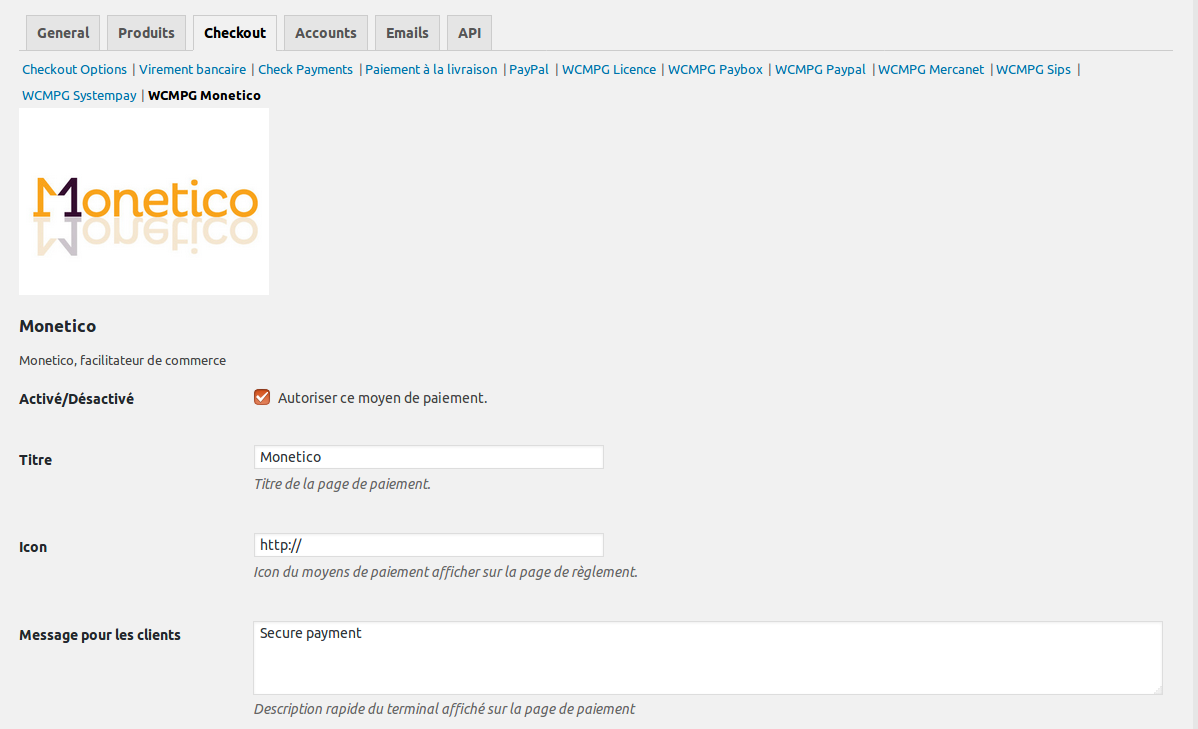 General Produits Checkout Accounts Emails API
Checkout Options | Virement bancaire | Check Payments | Paiement à la livraison | PayPal | WCMPG Licence | WCMPG Paybox | WCMPG Paypal | WCMPG Mercanet | WCMPG Sips |
WCMPG Systempay | WCMPG Monetico
Monetico
Monetico
Monetico, facilitateur de commerce
Activé/Désactivé Autoriser ce moyen de paiement.
Titre Monetico
Titre de la page de paiement.
Icon http://
Icon du moyens de paiement afficher sur la page de règlement.
Message pour les clients Secure payment
Description rapide du terminal affiché sur la page de paiement